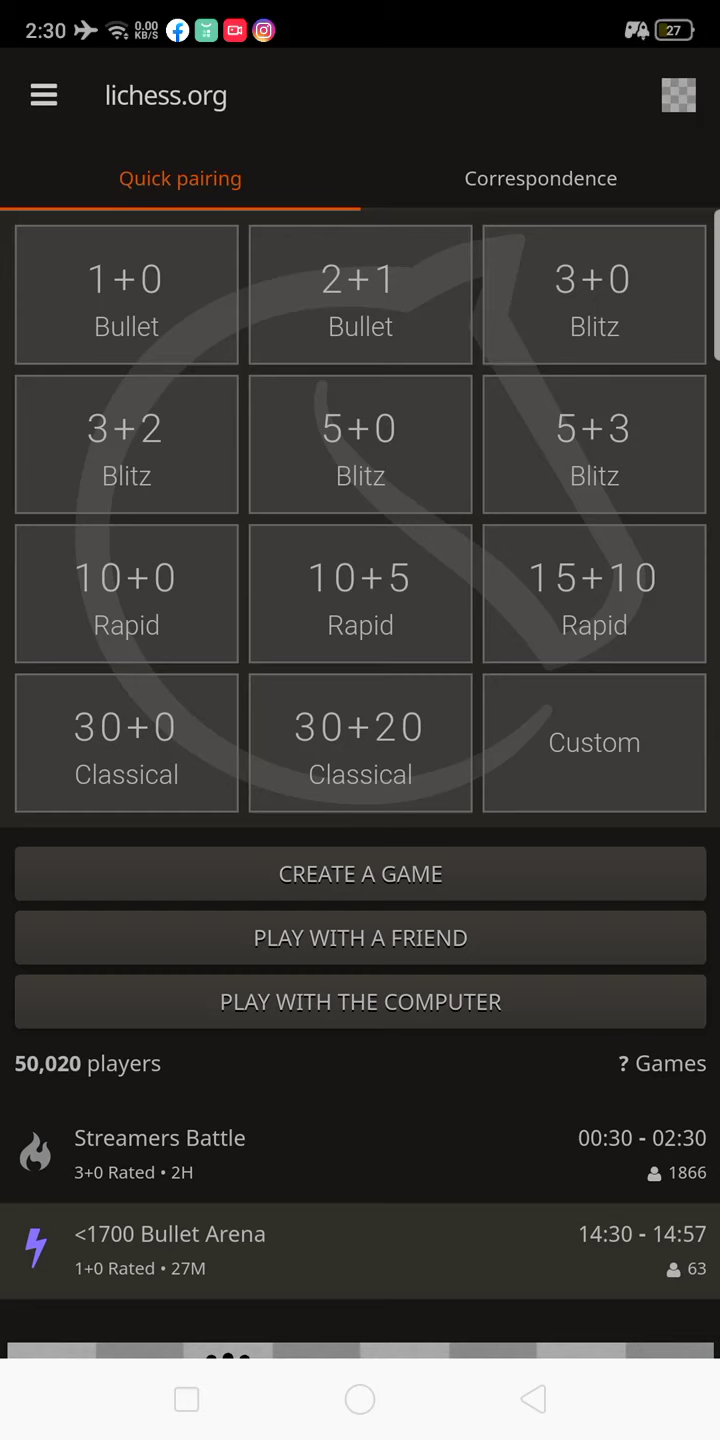 2:30 0.00 KB/S 27
lichess.org
Quick pairing Correspondence
1+0 2+1 3+0
Bullet Bullet Blitz
3+2 5+0 5+3
Blitz Blitz Blitz
10+0 10+5 15+10
Rapid Rapid Rapid
30+0 30+20 Custom
Classical Classical
CREATE A GAME
PLAY WITH A FRIEND
PLAY WITH THE COMPUTER
50,020 players ? Games
Streamers Battle 00:30 - 02:30
3+0 Rated • 2H 1866
<1700 Bullet Arena 14:30 - 14:57
1+0 Rated • 27M 63